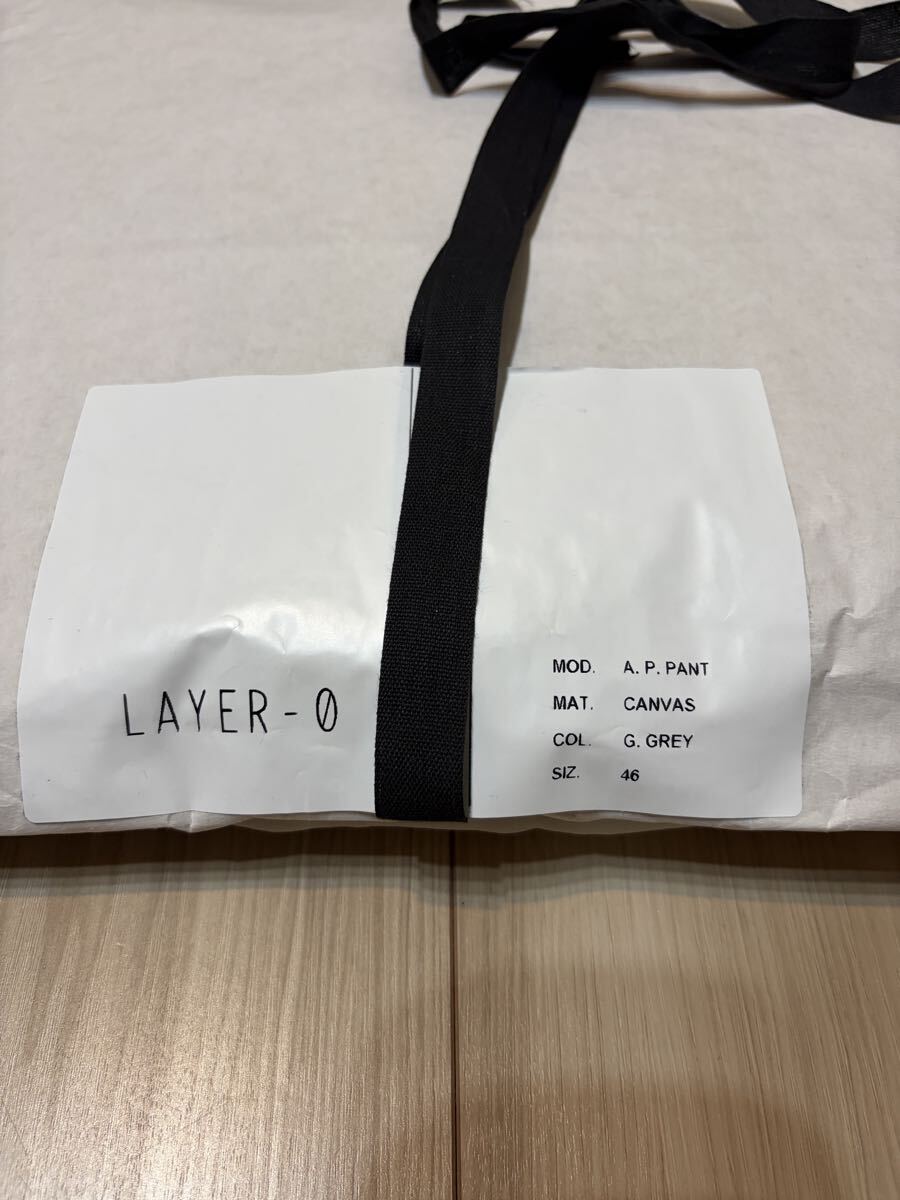 LAYER-0
MOD. A. P. PANT
MAT. CANVAS
COL. G. GREY
SIZ. 46